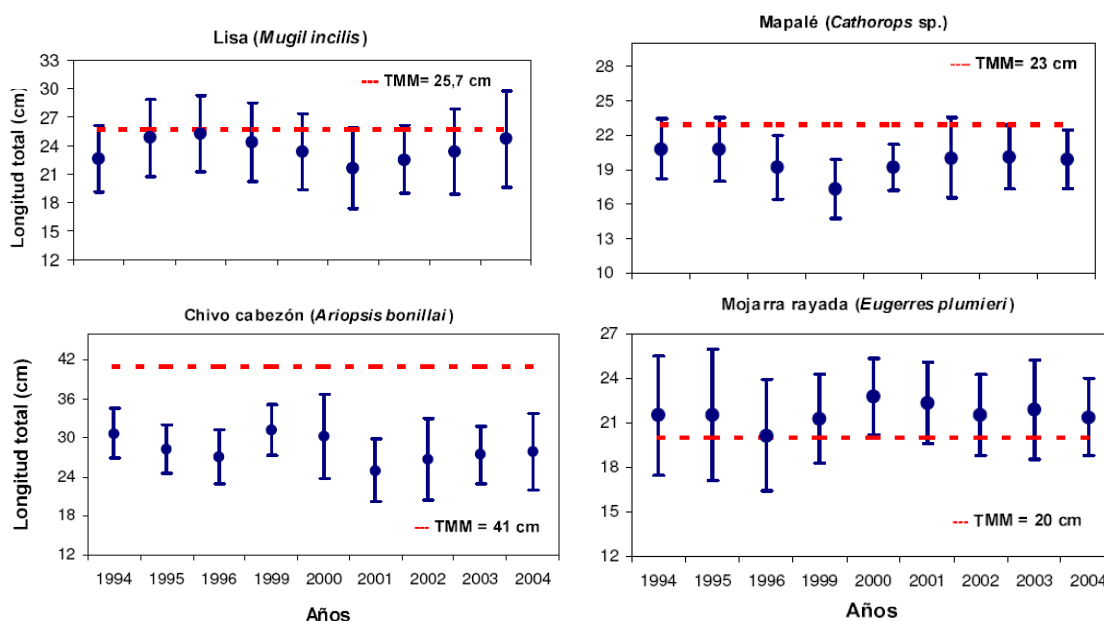 Lisa (Mugil incilis)
Longitud total (cm)
33
30
27
24
21
18
15
12
TMM= 25,7 cm
Mapalé (Cathorops sp.)
28
25
22
19
16
13
10
TMM= 23 cm
Chivo cabezón (Ariopsis bonillai)
Longitud total (cm)
42
36
30
24
18
12
TMM = 41 cm
1994 1995 1996 1999 2000 2001 2002 2003 2004
Años
Mojarra rayada (Eugerres plumieri)
27
24
21
18
15
12
TMM = 20 cm
1994 1995 1996 1999 2000 2001 2002 2003 2004
Años